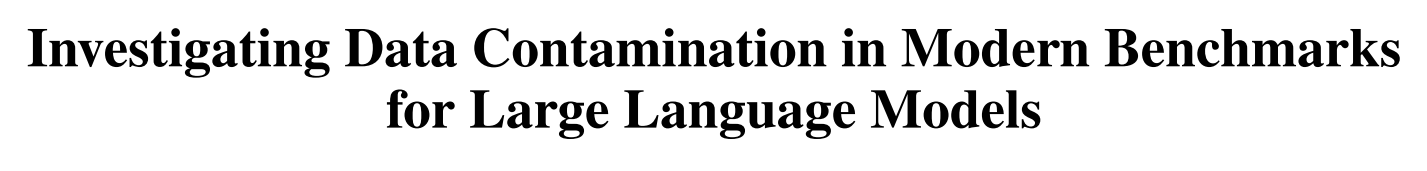 Investigating Data Contamination in Modern Benchmarks
for Large Language Models